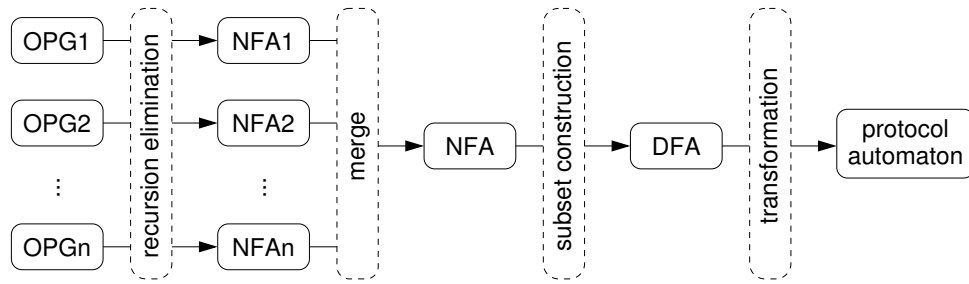 OPG1
OPG2
...
OPGn
recursion elimination
NFA1
NFA2
...
NFAn
merge
NFA
subset construction
DFA
transformation
protocol
automaton